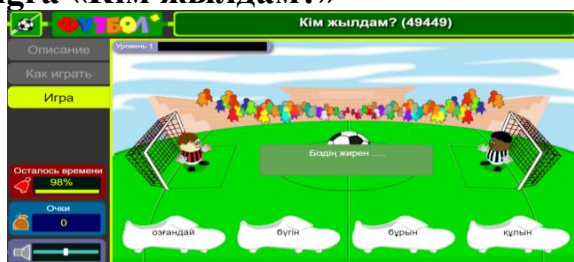 Игра «Кім жылдам?»
ФУТБОЛ
Кім жылдам? (49449)
Описание
Как играть
Игра
Уровень 1
Біздің жирен .....
Осталось времени
98%
Очки
0
озғандай
бүгін
бұрын
құлын